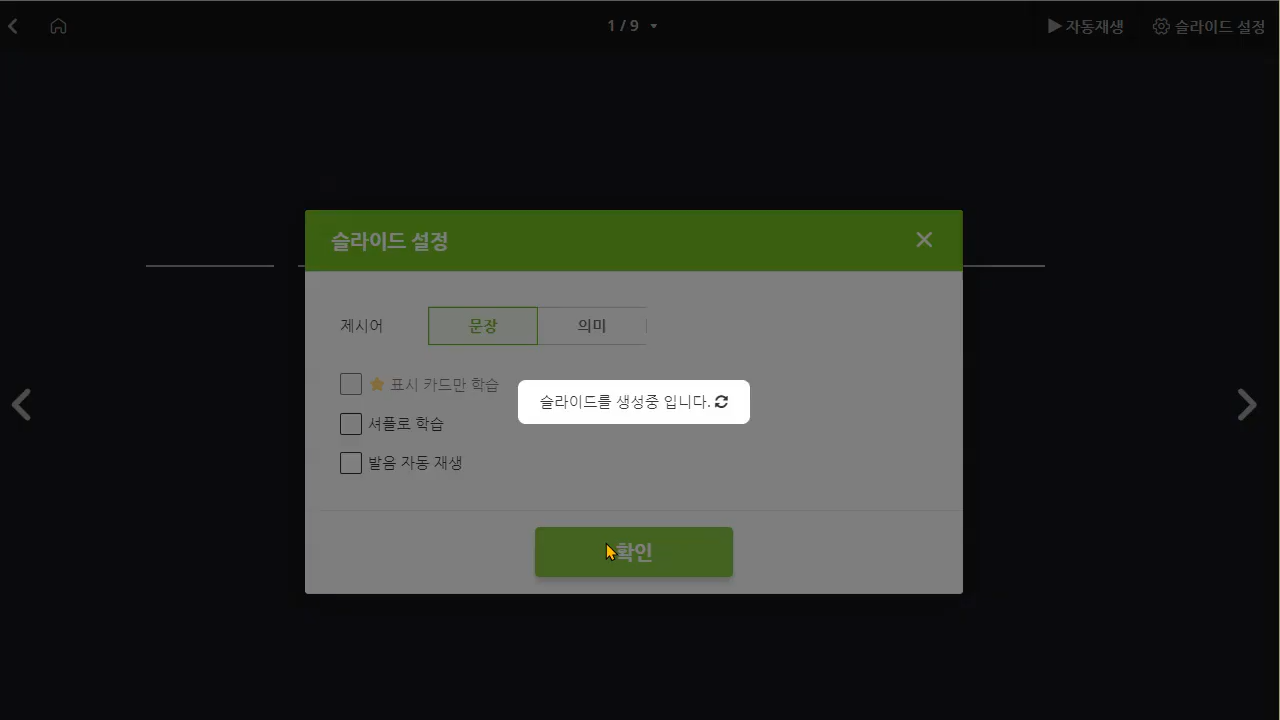 1 / 9
자동재생
슬라이드 설정
슬라이드 설정
제시어
문장
의미
표시 카드만 학습
셔플로 학습
발음 자동 재생
슬라이드를 생성중 입니다.
확인